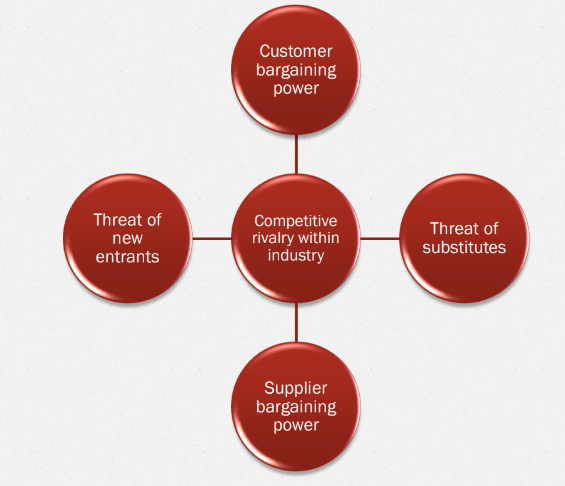 Customer
bargaining
power
Threat of
new
entrants
Competitive
rivalry within
industry
Threat of
substitutes
Supplier
bargaining
power